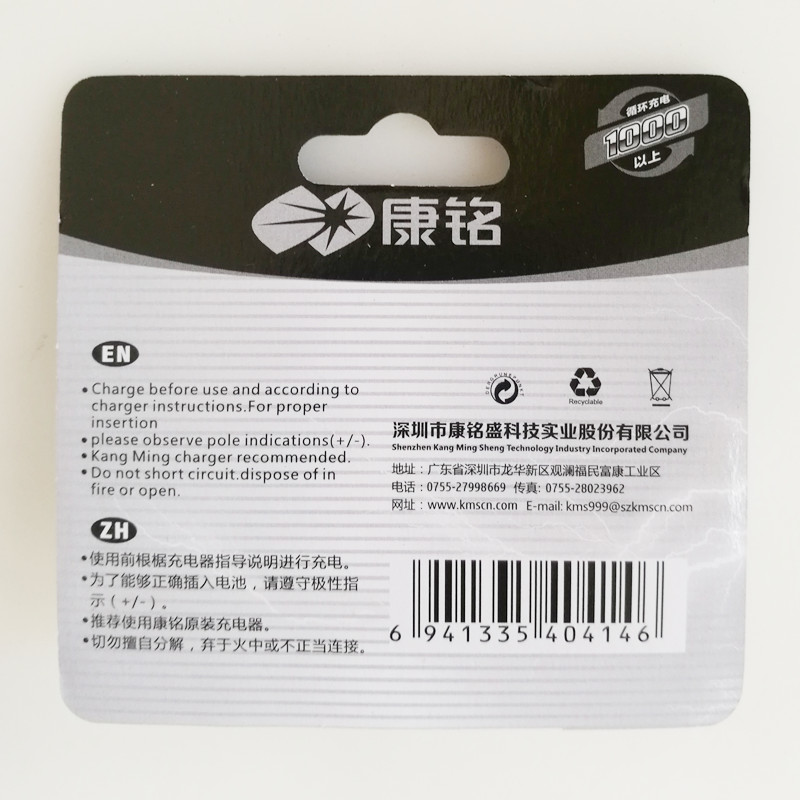 循环充电
1000
以上
康铭
EN
• Charge before use and according to
charger instructions.For proper
insertion
• please observe pole indications(+/-).
• Kang Ming charger recommended.
• Do not short circuit.dispose of in
fire or open.
DER GRÜNE PUNKT
Recyclable
深圳市康铭盛科技实业股份有限公司
Shenzhen Kang Ming Sheng Technology Industry Incorporated Company
地址：广东省深圳市龙华新区观澜福民富康工业区
电话：0755-27998669 传真: 0755-28023962
网址：www.kmscn.com E-mail: kms999@szkmscn.com
ZH
• 使用前根椐充电器指导说明进行充电。
• 为了能够正确插入电池，请遵守极性指
示（+/-）。
• 推荐使用康铭原装充电器。
• 切勿擅自分解，弃于火中或不正当连接。
6 941335 404146